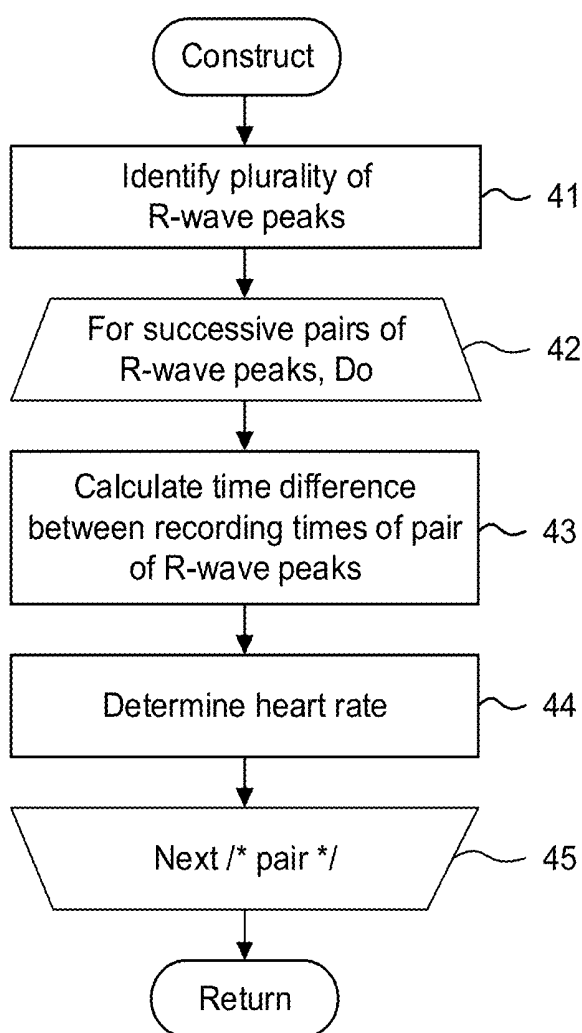 Construct
Identify plurality of
R-wave peaks
41
For successive pairs of
R-wave peaks, Do
42
Calculate time difference
between recording times of pair
of R-wave peaks
43
Determine heart rate
44
Next /* pair */
45
Return